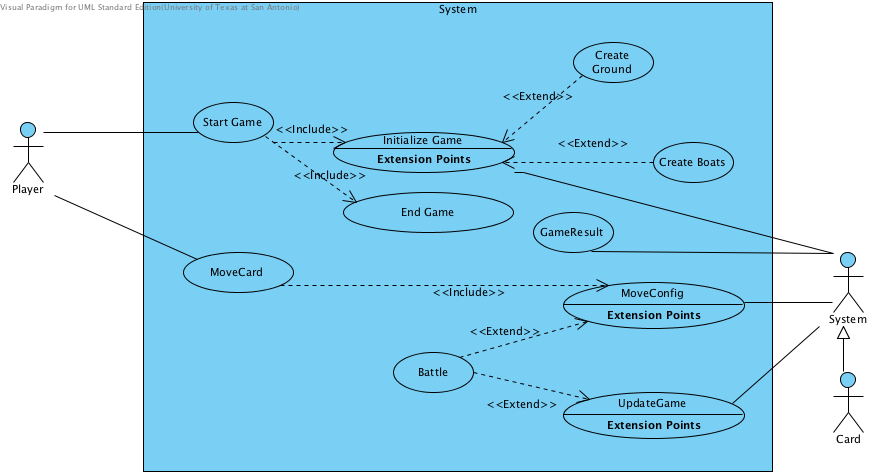 Visual Paradigm for UML Standard Edition(University of Texas at San Antonio)
System
Create
Ground
<<Extend>>
Start Game
<<Include>>
Initialize Game
Extension Points
<<Extend>>
Create Boats
<<Include>>
Player
End Game
GameResult
MoveCard
<<Include>>
MoveConfig
Extension Points
System
<<Extend>>
Battle
<<Extend>>
UpdateGame
Extension Points
Card